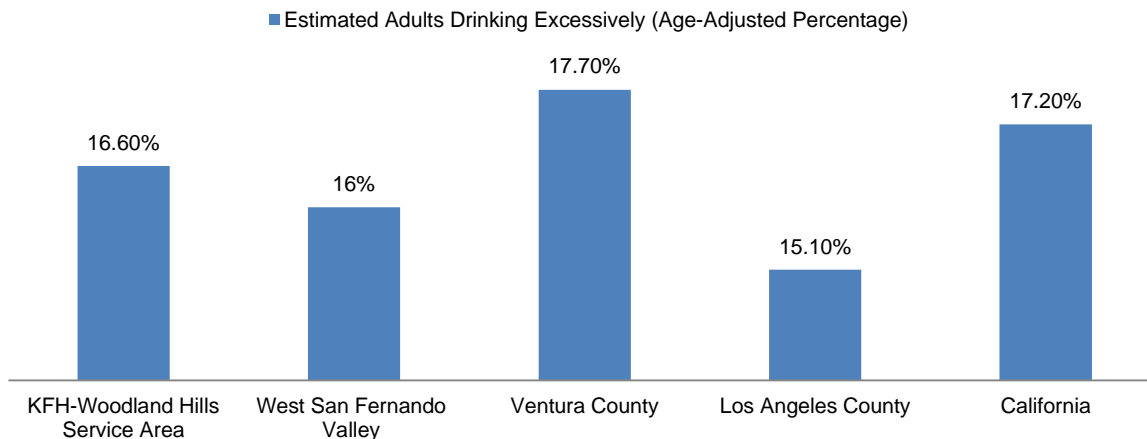 Estimated Adults Drinking Excessively (Age-Adjusted Percentage)
17.70%
17.20%
16.60%
16%
15.10%
KFH-Woodland Hills
Service Area
West San Fernando
Valley
Ventura County
Los Angeles County
California